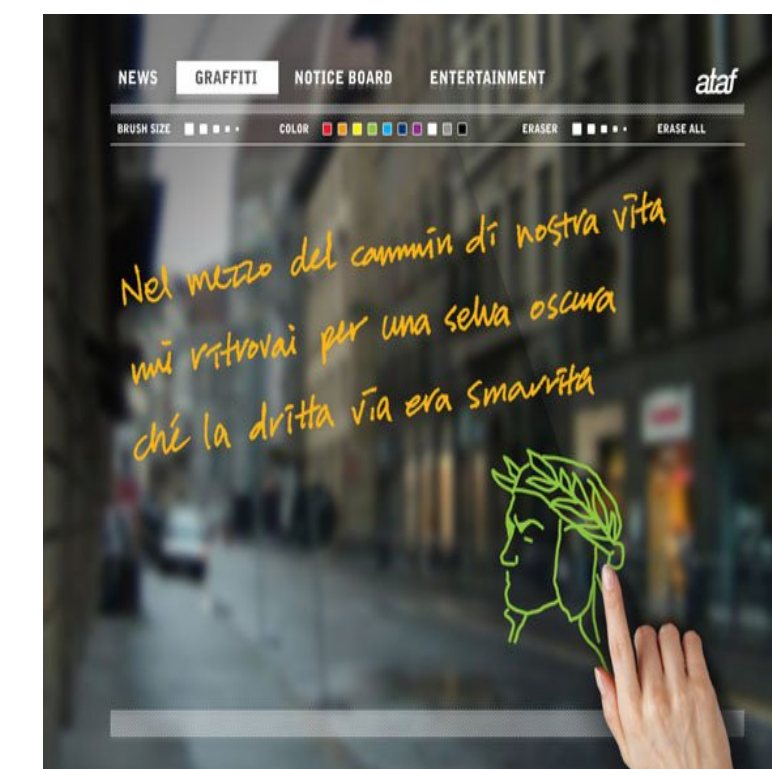 NEWS GRAFFITI NOTICE BOARD ENTERTAINMENT ataf
BRUSH SIZE COLOR ERASER ERASE ALL
Nel mezzo del cammin di nostra vita
mi ritrovai per una selva oscura
ché la dritta via era smarrita